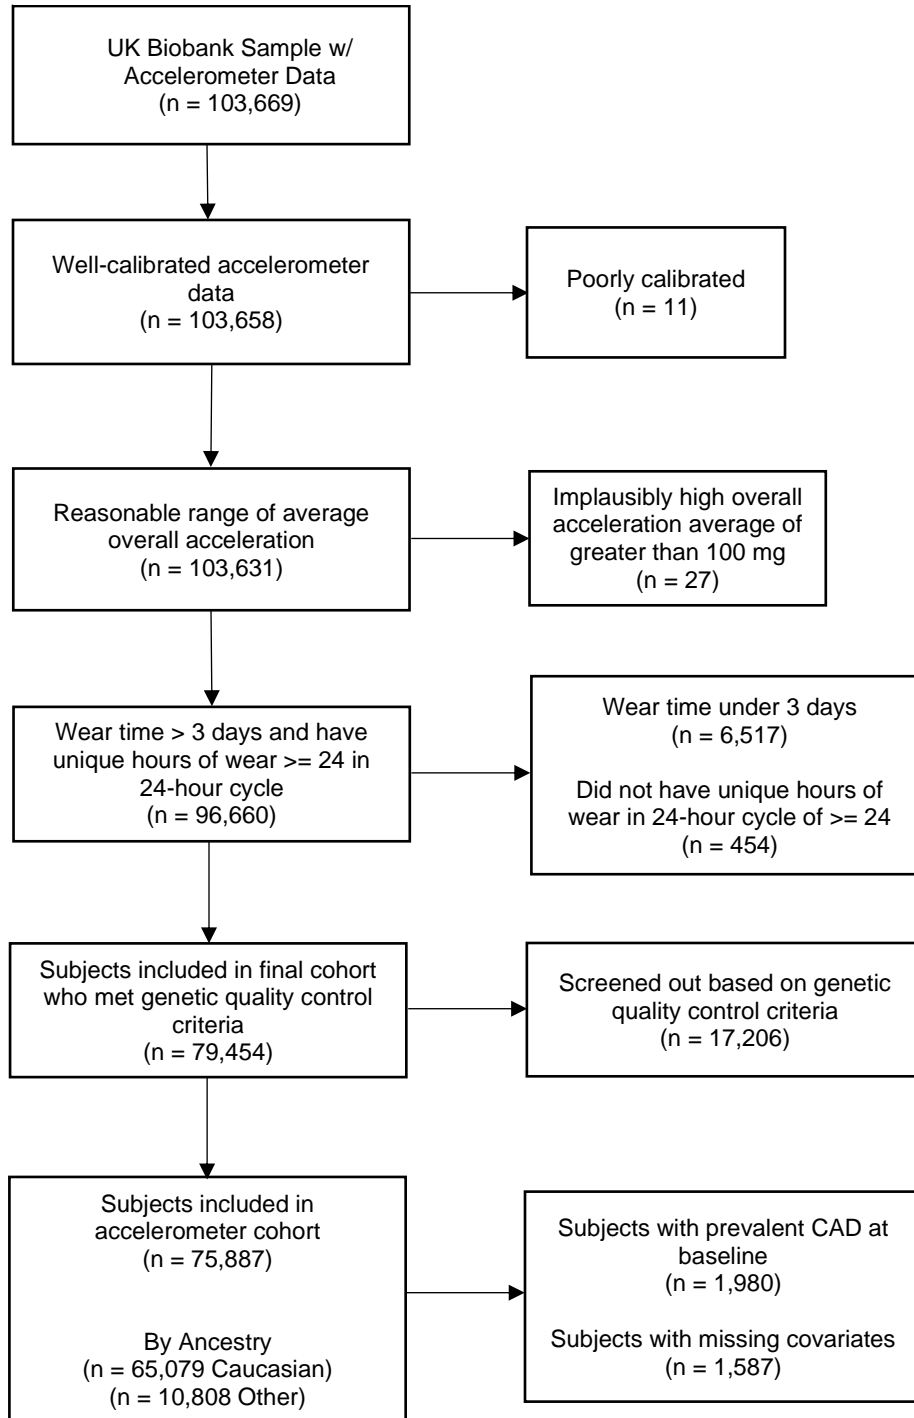 UK Biobank Sample w/
Accelerometer Data
(n = 103,669)
Well-calibrated accelerometer
data
(n = 103,658)
Poorly calibrated
(n = 11)
Reasonable range of average
overall acceleration
(n = 103,631)
Implausibly high overall
acceleration average of
greater than 100 mg
(n = 27)
Wear time > 3 days and have
unique hours of wear >= 24 in
24-hour cycle
(n = 96,660)
Wear time under 3 days
(n = 6,517)
Did not have unique hours of
wear in 24-hour cycle of >= 24
(n = 454)
Subjects included in final cohort
who met genetic quality control
criteria
(n = 79,454)
Screened out based on genetic
quality control criteria
(n = 17,206)
Subjects included in
accelerometer cohort
(n = 75,887)
By Ancestry
(n = 65,079 Caucasian)
(n = 10,808 Other)
Subjects with prevalent CAD at
baseline
(n = 1,980)
Subjects with missing covariates
(n = 1,587)